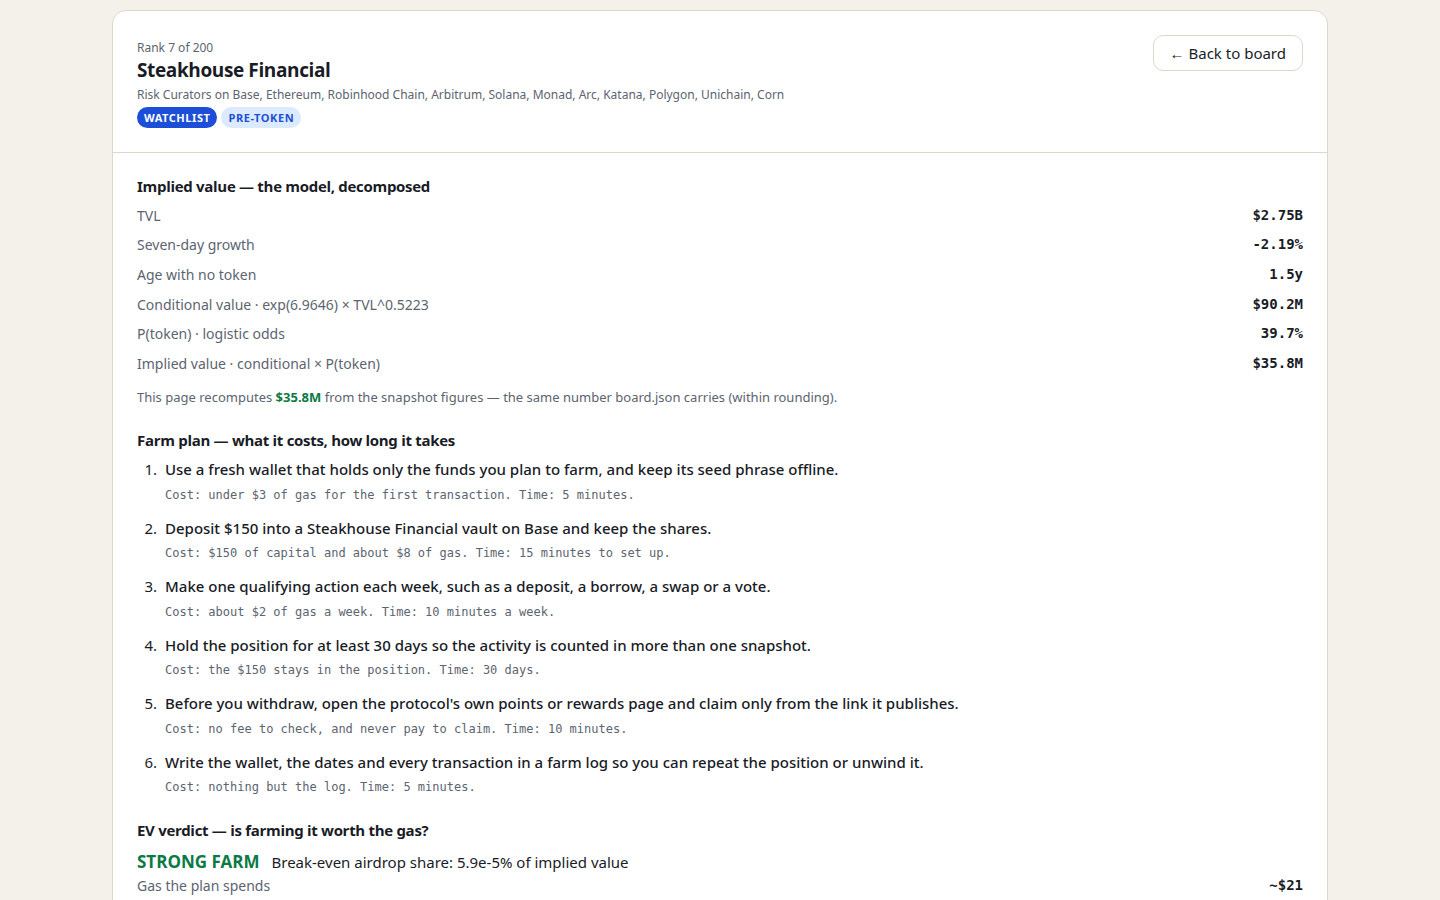 Rank 7 of 200
Steakhouse Financial
← Back to board
Risk Curators on Base, Ethereum, Robinhood Chain, Arbitrum, Solana, Monad, Arc, Katana, Polygon, Unichain, Corn
WATCHLIST PRE-TOKEN
Implied value — the model, decomposed
TVL $2.75B
Seven-day growth -2.19%
Age with no token 1.5y
Conditional value · exp(6.9646) × TVL^0.5223 $90.2M
P(token) · logistic odds 39.7%
Implied value · conditional × P(token) $35.8M
This page recomputes $35.8M from the snapshot figures — the same number board.json carries (within rounding).
Farm plan — what it costs, how long it takes
1. Use a fresh wallet that holds only the funds you plan to farm, and keep its seed phrase offline.
Cost: under $3 of gas for the first transaction. Time: 5 minutes.
2. Deposit $150 into a Steakhouse Financial vault on Base and keep the shares.
Cost: $150 of capital and about $8 of gas. Time: 15 minutes to set up.
3. Make one qualifying action each week, such as a deposit, a borrow, a swap or a vote.
Cost: about $2 of gas a week. Time: 10 minutes a week.
4. Hold the position for at least 30 days so the activity is counted in more than one snapshot.
Cost: the $150 stays in the position. Time: 30 days.
5. Before you withdraw, open the protocol's own points or rewards page and claim only from the link it publishes.
Cost: no fee to check, and never pay to claim. Time: 10 minutes.
6. Write the wallet, the dates and every transaction in a farm log so you can repeat the position or unwind it.
Cost: nothing but the log. Time: 5 minutes.
EV verdict — is farming it worth the gas?
STRONG FARM Break-even airdrop share: 5.9e-5% of implied value
Gas the plan spends ~$21